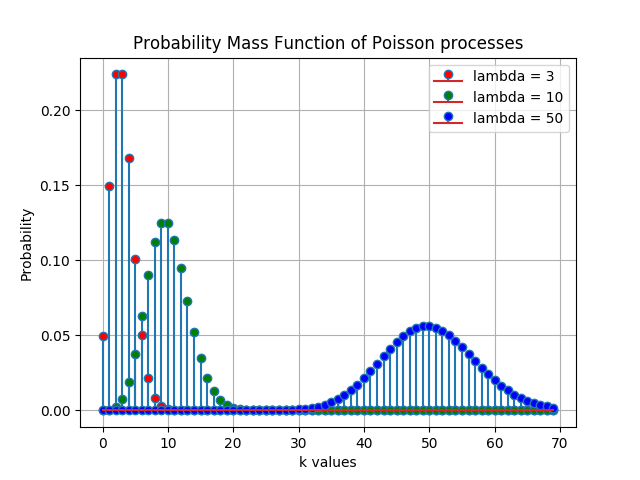 Probability Mass Function of Poisson processes
lambda = 3
lambda = 10
lambda = 50
Probability
0.20
0.15
0.10
0.05
0.00
0 10 20 30 40 50 60 70
k values